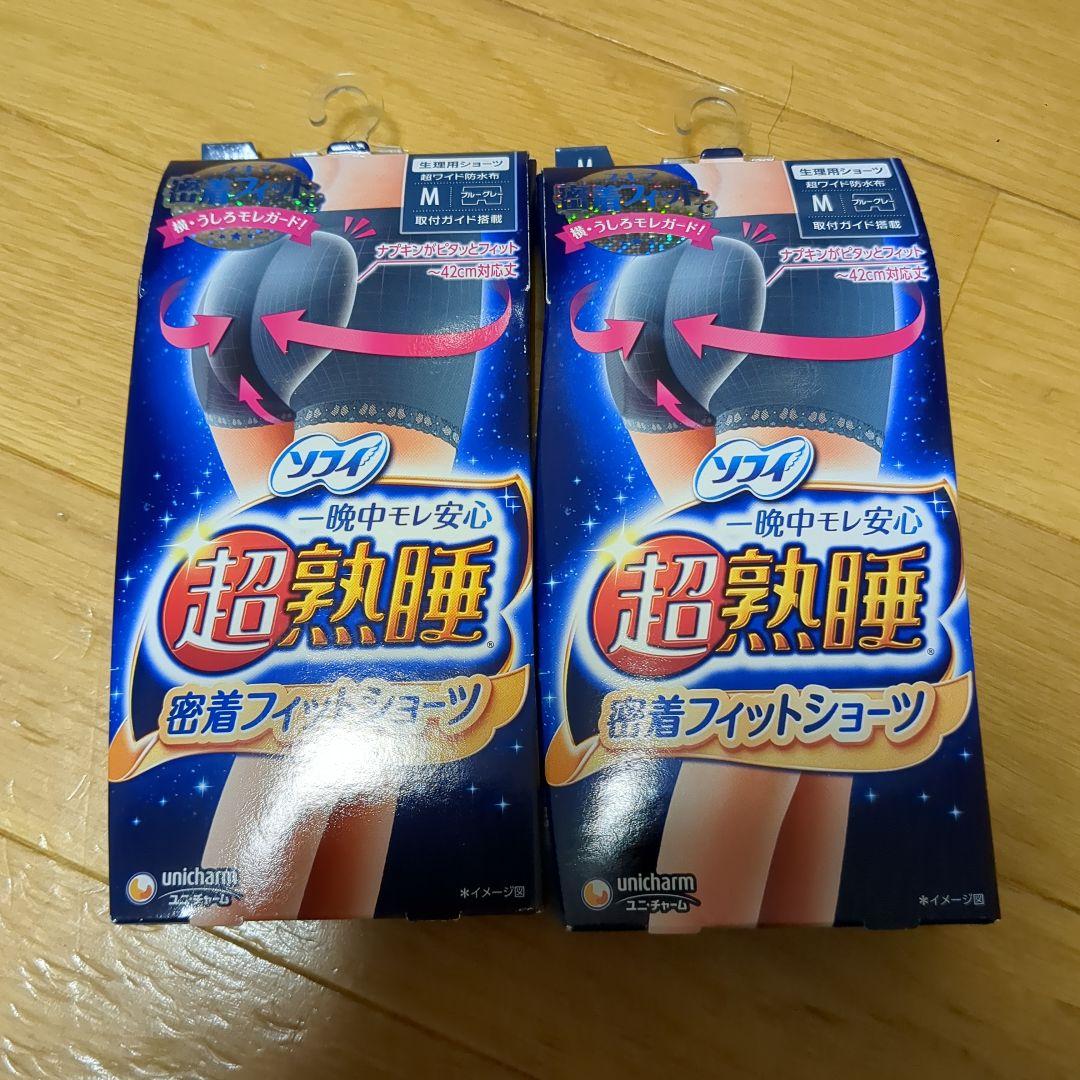 密着フィット
横・うしろモレガード!
生理用ショーツ
超ワイド防水布
M
ブルーグレー
取付ガイド搭載
ナプキンがピタッとフィット
〜42cm対応丈
ソフィ
一晩中モレ安心
超熟睡®
密着フィットショーツ
unicharm
ユニ・チャーム
*イメージ図
M
密着フィット
横・うしろモレガード!
生理用ショーツ
超ワイド防水布
M
ブルーグレー
取付ガイド搭載
ナプキンがピタッとフィット
〜42cm対応丈
ソフィ
一晩中モレ安心
超熟睡®
密着フィットショーツ
unicharm
ユニ・チャーム
*イメージ図